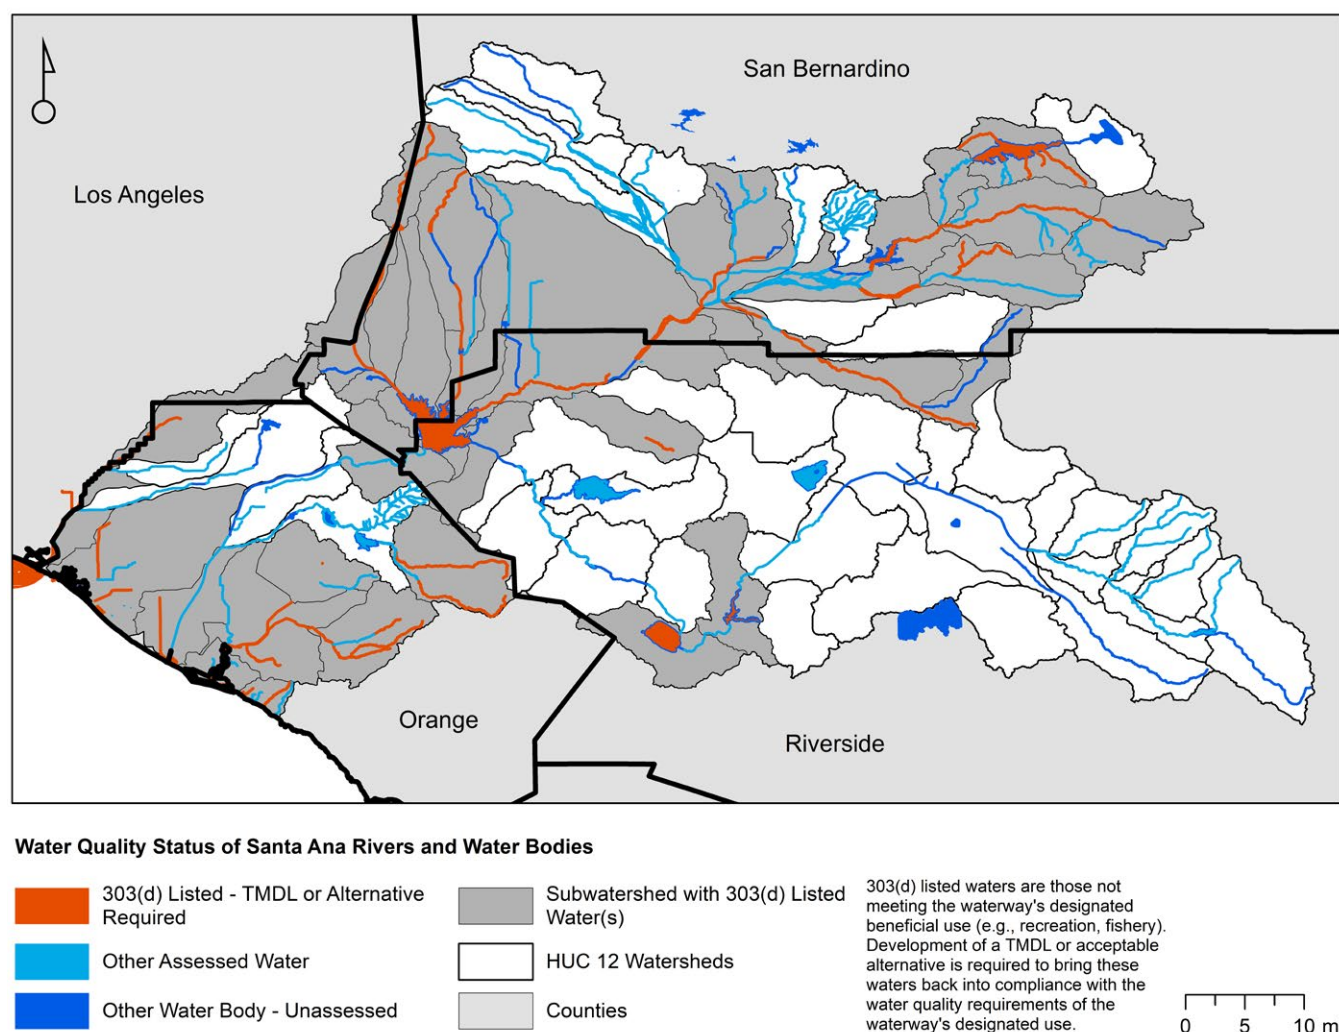 San Bernardino
Los Angeles
Orange
Riverside
Water Quality Status of Santa Ana Rivers and Water Bodies
303(d) Listed - TMDL or Alternative
Required
Other Assessed Water
Other Water Body - Unassessed
Subwatershed with 303(d) Listed
Water(s)
HUC 12 Watersheds
Counties
303(d) listed waters are those not
meeting the waterway's designated
beneficial use (e.g., recreation, fishery).
Development of a TMDL or acceptable
alternative is required to bring these
waters back into compliance with the
water quality requirements of the
waterway's designated use.
0 5 10